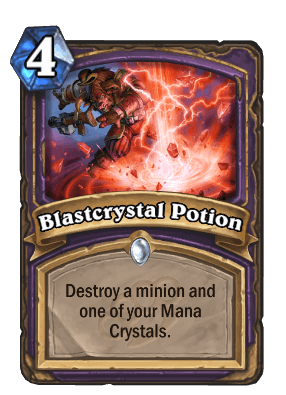 4
Blastcrystal Potion
Destroy a minion and
one of your Mana
Crystals.